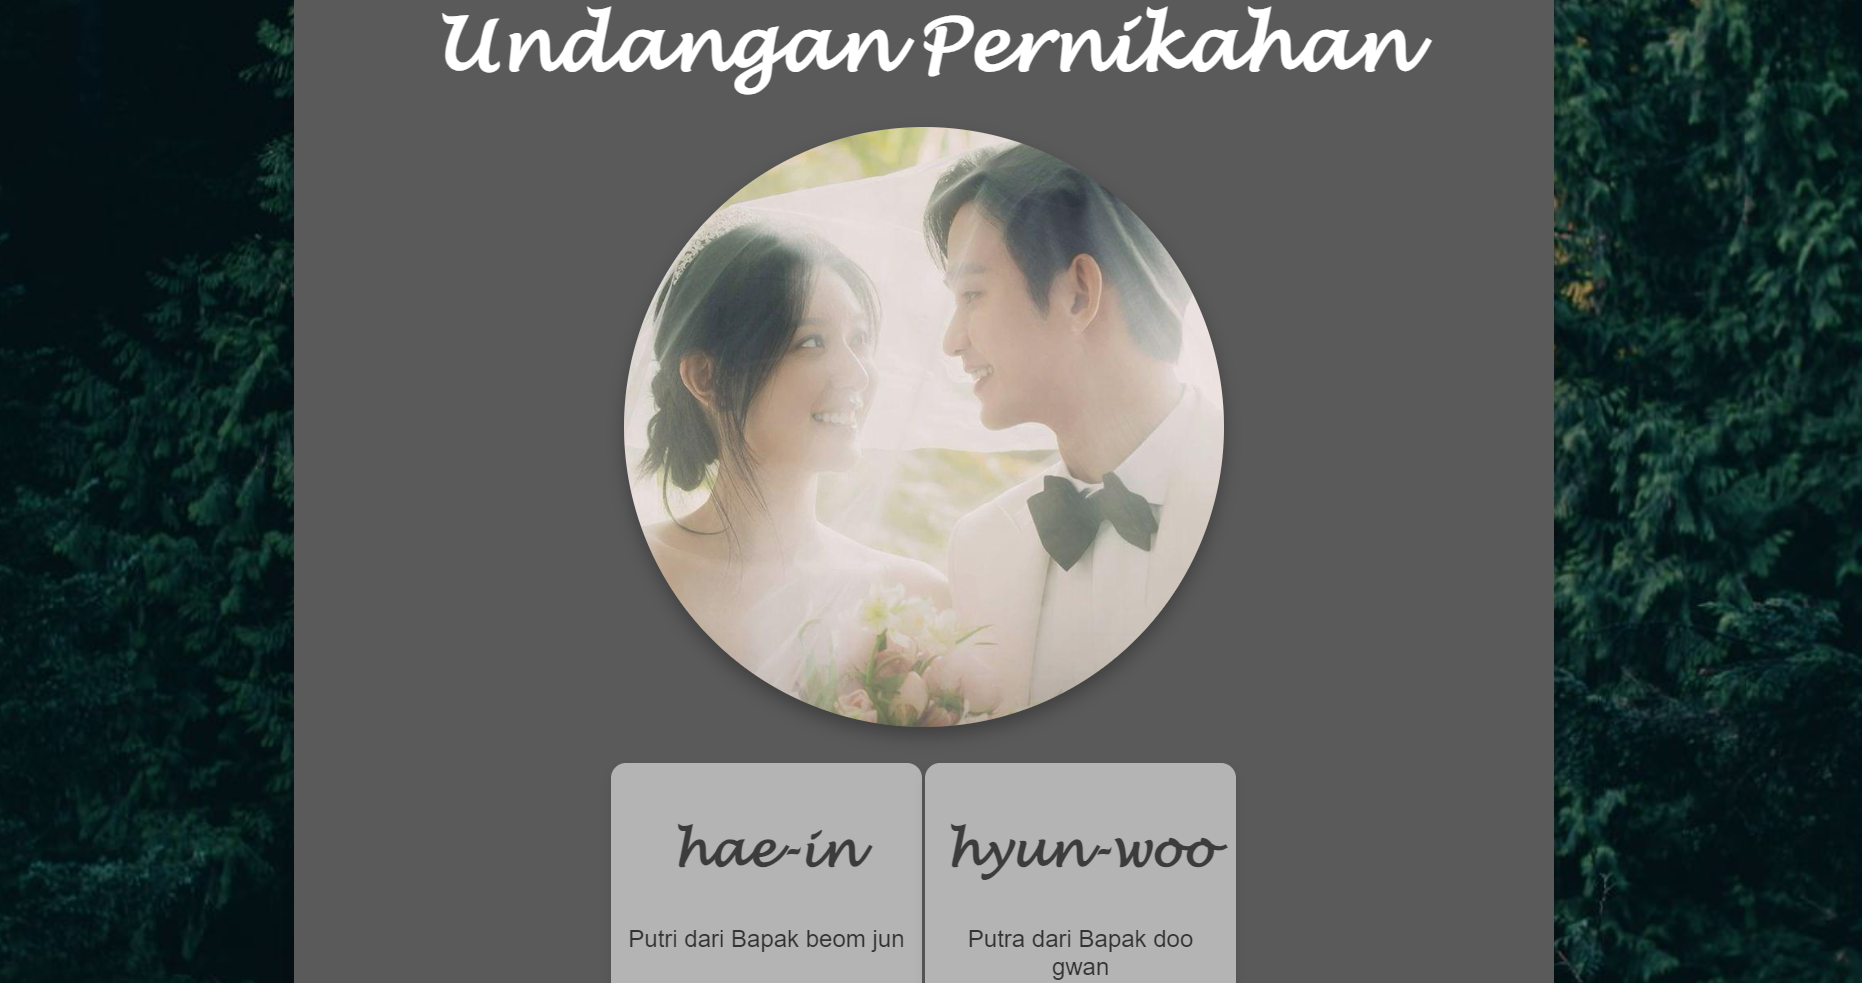 Undangan Pernikahan
hae-in
Putri dari Bapak beom jun
hyun-woo
Putra dari Bapak doo
gwan